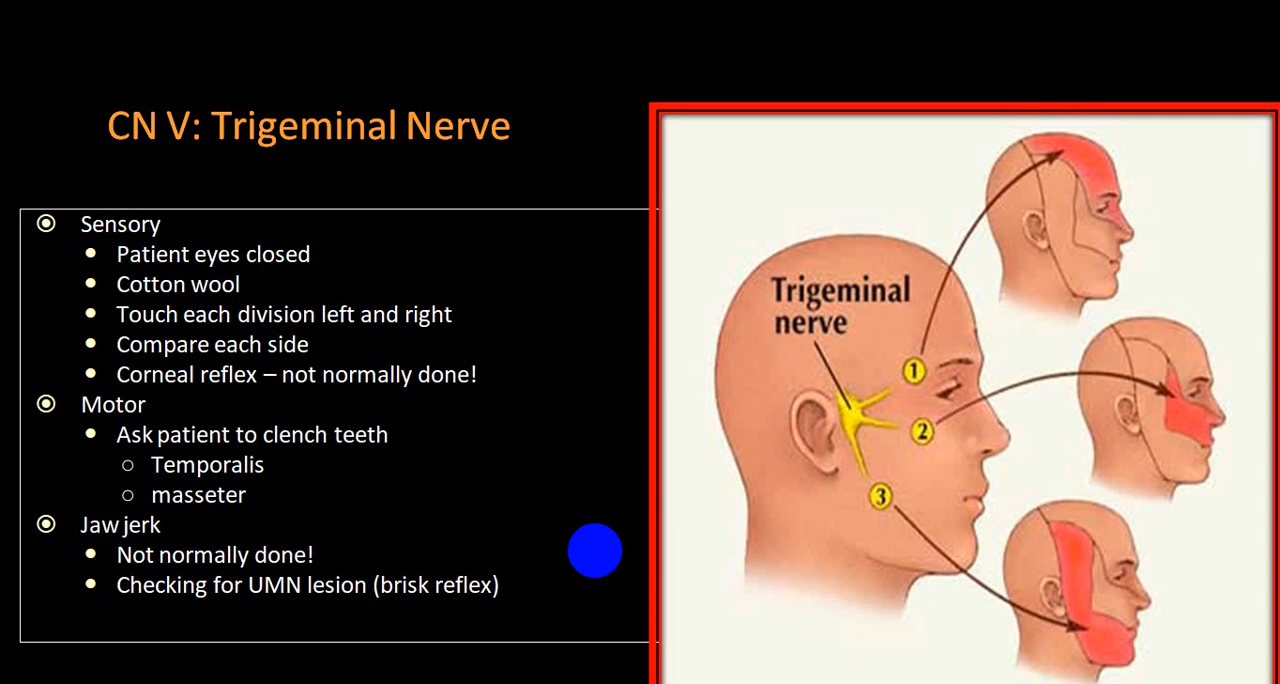 CN V: Trigeminal Nerve
Sensory
Patient eyes closed
Cotton wool
Touch each division left and right
Compare each side
Corneal reflex – not normally done!
Motor
Ask patient to clench teeth
Temporalis
masseter
Jaw jerk
Not normally done!
Checking for UMN lesion (brisk reflex)
Trigeminal
nerve
1
2
3